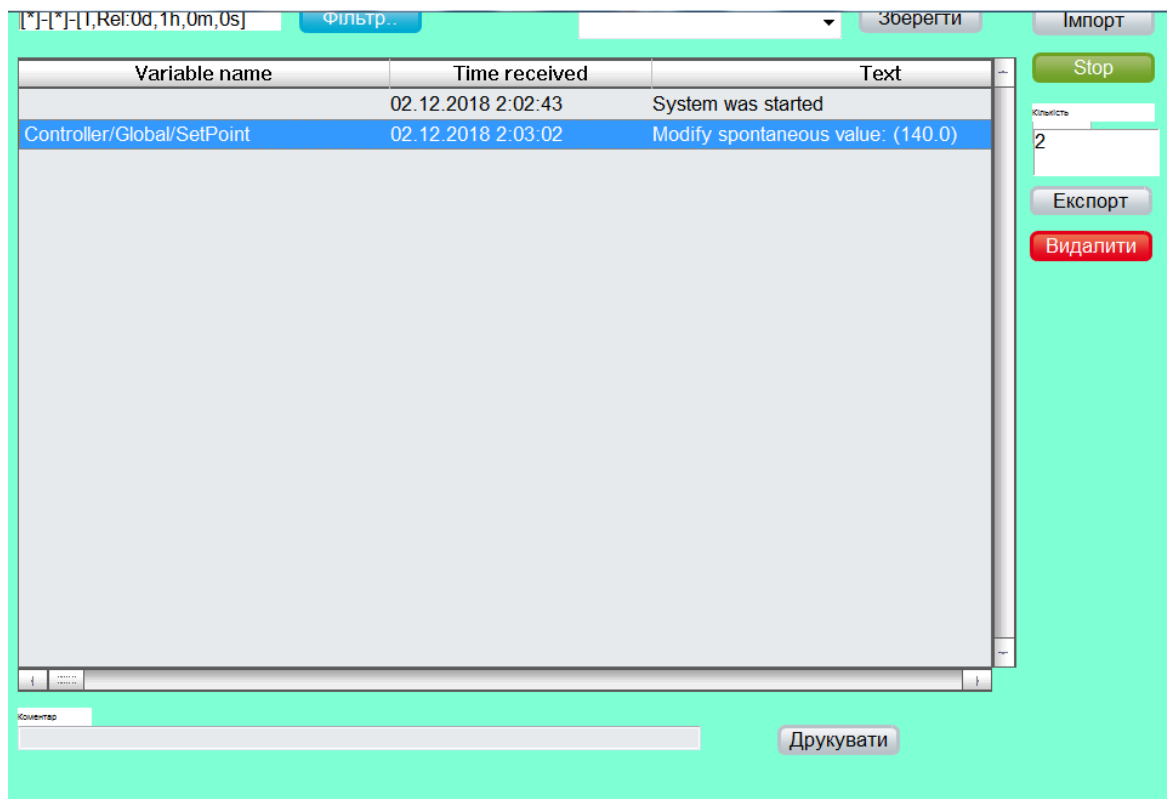 [*]-[*]-[T,Rel:0d,1h,0m,0s]
Фільтр..
Зберегти
Імпорт
Variable name Time received Text
Stop
02.12.2018 2:02:43 System was started
Кількість
Controller/Global/SetPoint 02.12.2018 2:03:02 Modify spontaneous value: (140.0)
2
Експорт
Видалити
Коментар
Друкувати